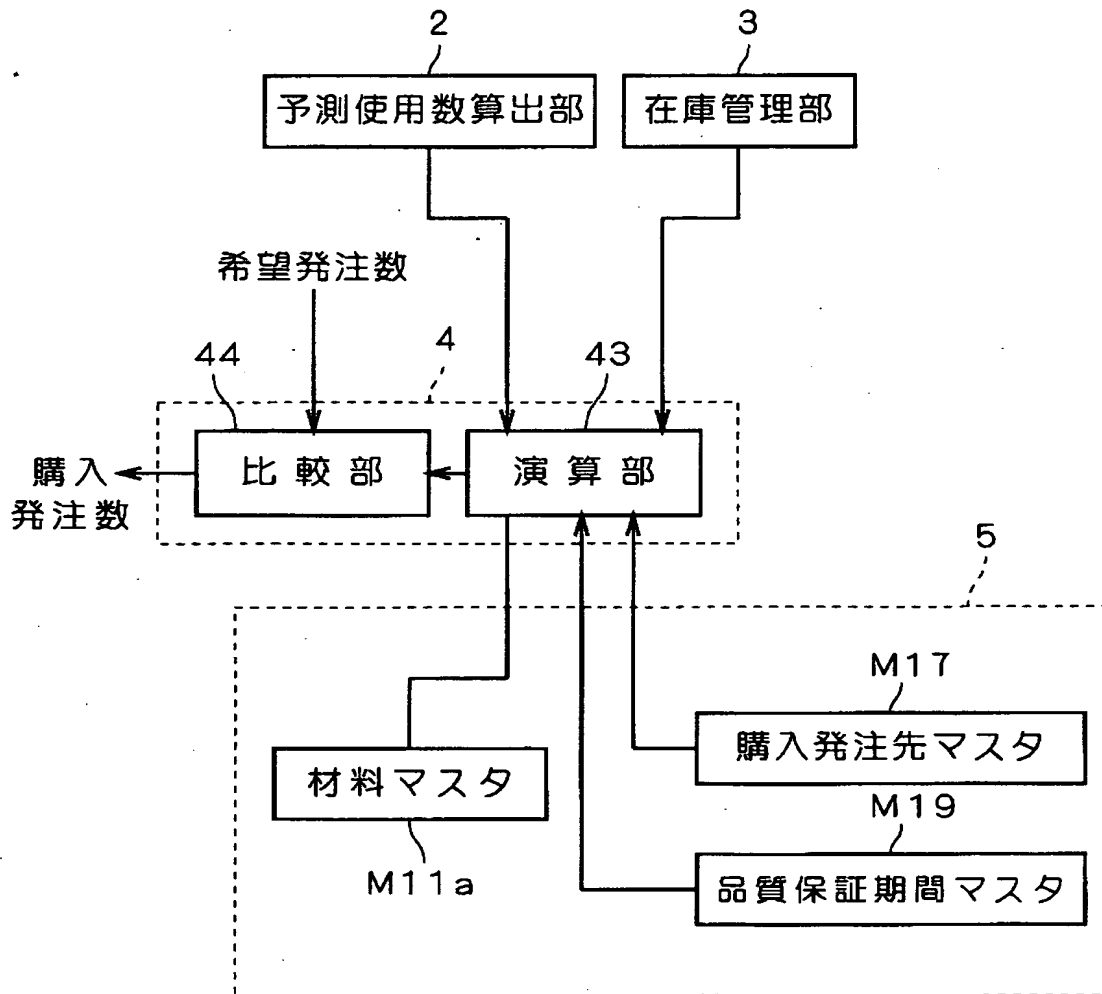 2
3
予測使用数算出部
在庫管理部
希望発注数
4
44
43
購入
発注数
比較部
演算部
5
M17
購入発注先マスタ
材料マスタ
M19
M11a
品質保証期間マスタ